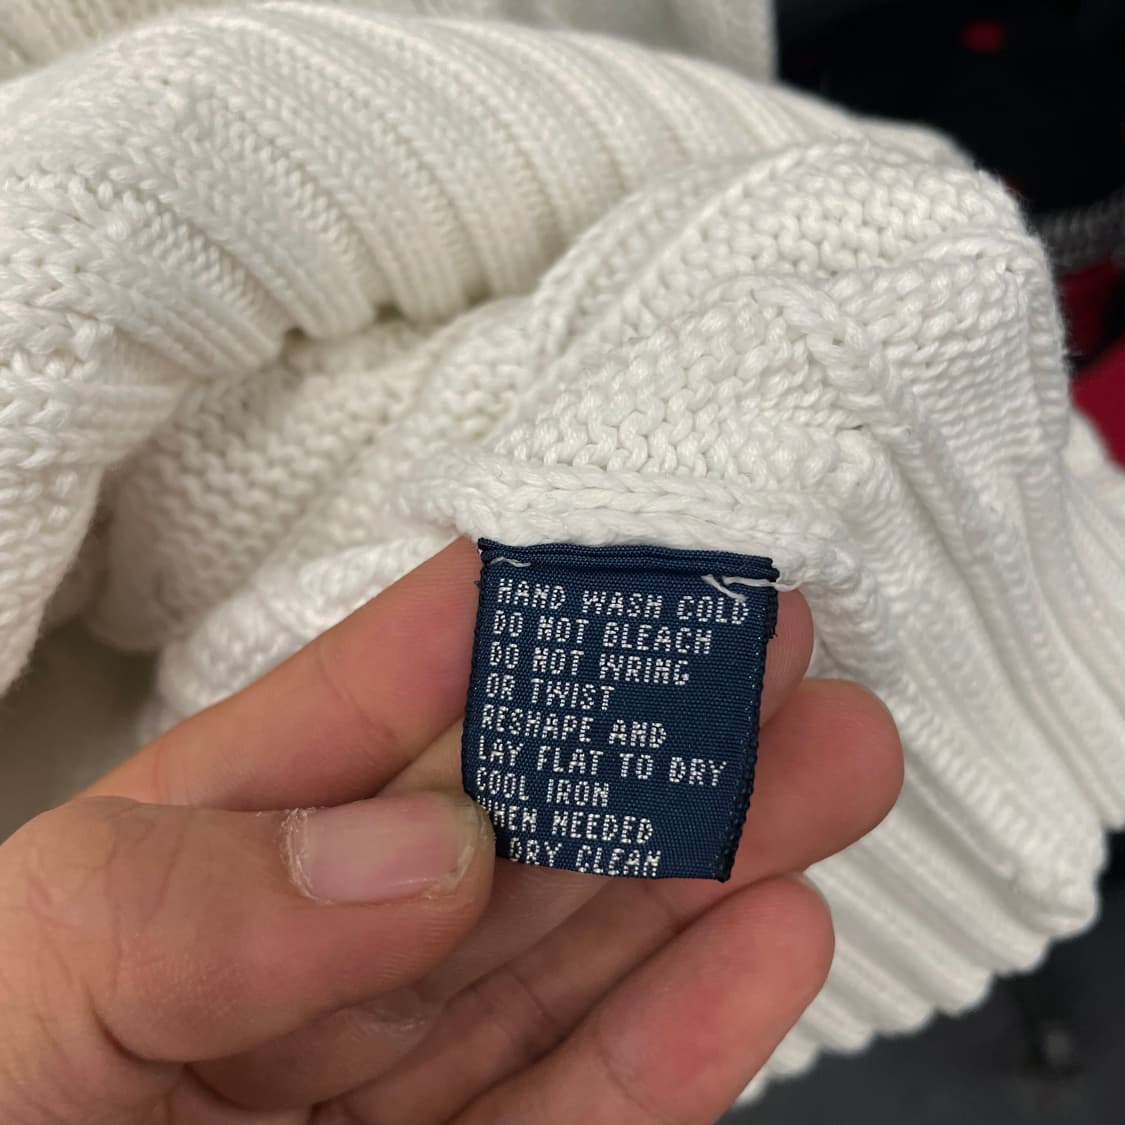 HAND WASH COLD
DO NOT BLEACH
DO NOT WRING
OR TWIST
RESHAPE AND
LAY FLAT TO DRY
COOL IRON
WHEN NEEDED
DRY CLEAN